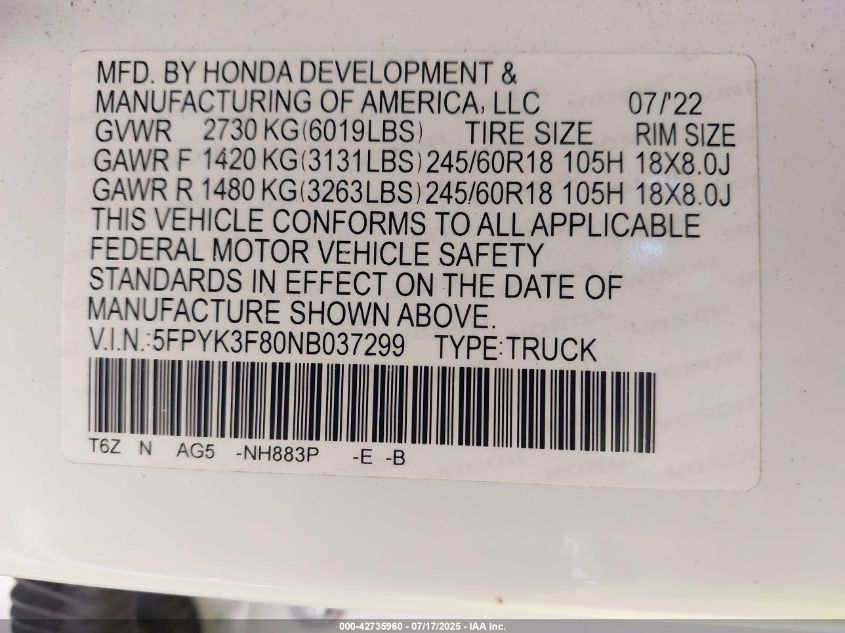 MFD. BY HONDA DEVELOPMENT &
MANUFACTURING OF AMERICA, LLC 07/'22
GVWR 2730 KG(6019LBS) TIRE SIZE RIM SIZE
GAWR F 1420 KG(3131LBS) 245/60R18 105H 18X8.0J
GAWR R 1480 KG(3263LBS) 245/60R18 105H 18X8.0J
THIS VEHICLE CONFORMS TO ALL APPLICABLE
FEDERAL MOTOR VEHICLE SAFETY
STANDARDS IN EFFECT ON THE DATE OF
MANUFACTURE SHOWN ABOVE.
V.I.N.:5FPYK3F80NB037299 TYPE:TRUCK
T6Z N AG5 -NH883P -E -B
000-42735960 - 07/17/2025 - IAA Inc.